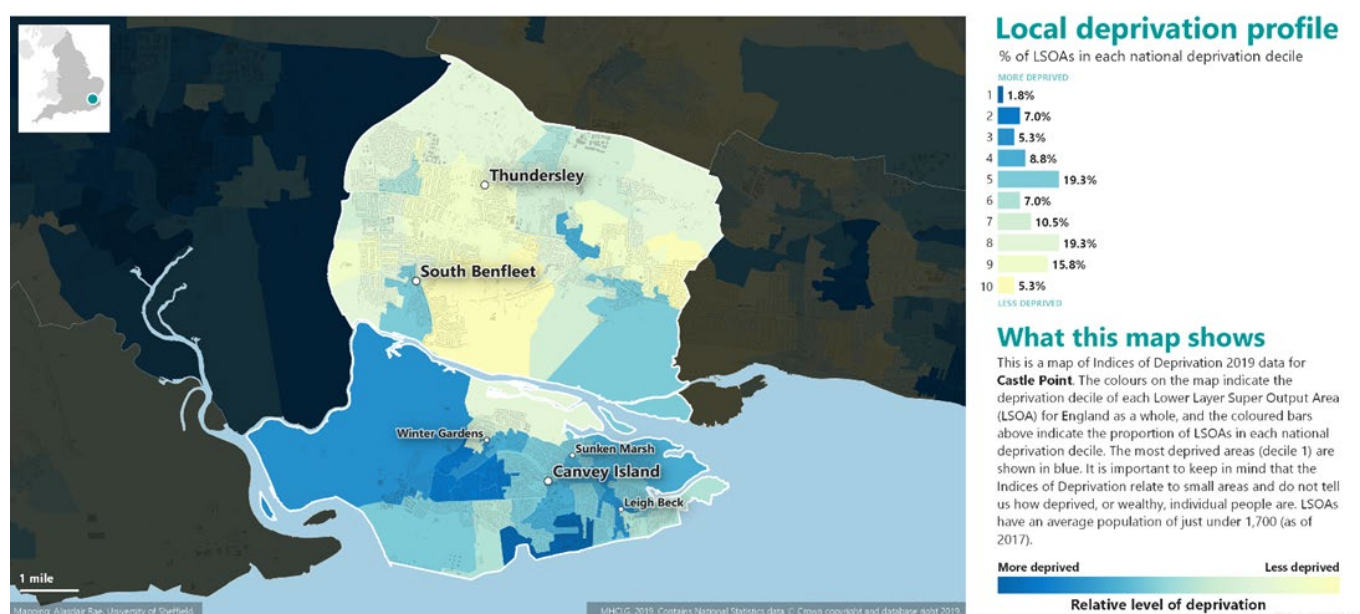 Local deprivation profile
% of LSOAs in each national deprivation decile
MORE DEPRIVED
1 1.8%
2 7.0%
3 5.3%
4 8.8%
5 19.3%
6 7.0%
7 10.5%
8 19.3%
9 15.8%
10 5.3%
LESS DEPRIVED
Thundersley
South Benfleet
Winter Gardens
Sunken Marsh
Canvey Island
Leigh Beck
What this map shows
This is a map of Indices of Deprivation 2019 data for
Castle Point. The colours on the map indicate the
deprivation decile of each Lower Layer Super Output Area
(LSOA) for England as a whole, and the coloured bars
above indicate the proportion of LSOAs in each national
deprivation decile. The most deprived areas (decile 1) are
shown in blue. It is important to keep in mind that the
Indices of Deprivation relate to small areas and do not tell
us how deprived, or wealthy, individual people are. LSOAs
have an average population of just under 1,700 (as of
2017).
More deprived Less deprived
Relative level of deprivation
1 mile
Mapping: Alasdair Rae, University of Sheffield
MHCLG, 2019. Contains National Statistics data © Crown copyright and database right 2019